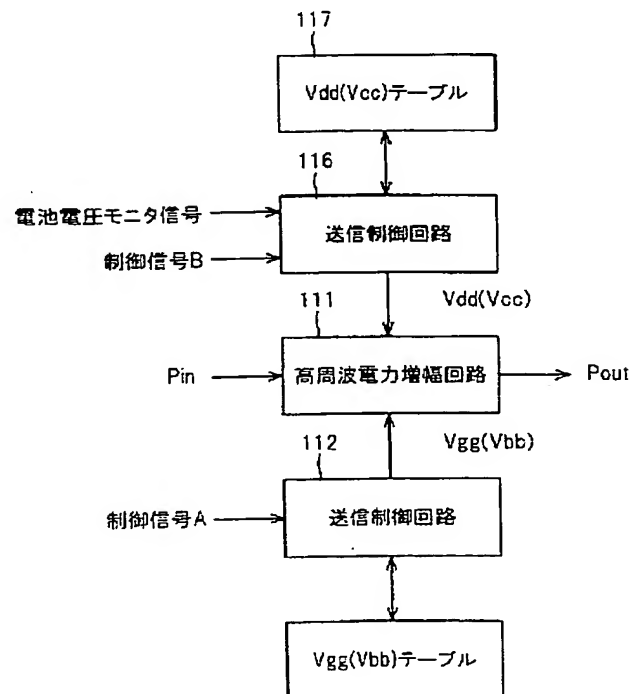 117
Vdd(Vcc)テーブル
116
電池電圧モニタ信号
送信制御回路
制御信号B
Vdd(Vcc)
111
Pin
高周波電力増幅回路
Pout
Vgg(Vbb)
112
制御信号A
送信制御回路
Vgg(Vbb)テーブル